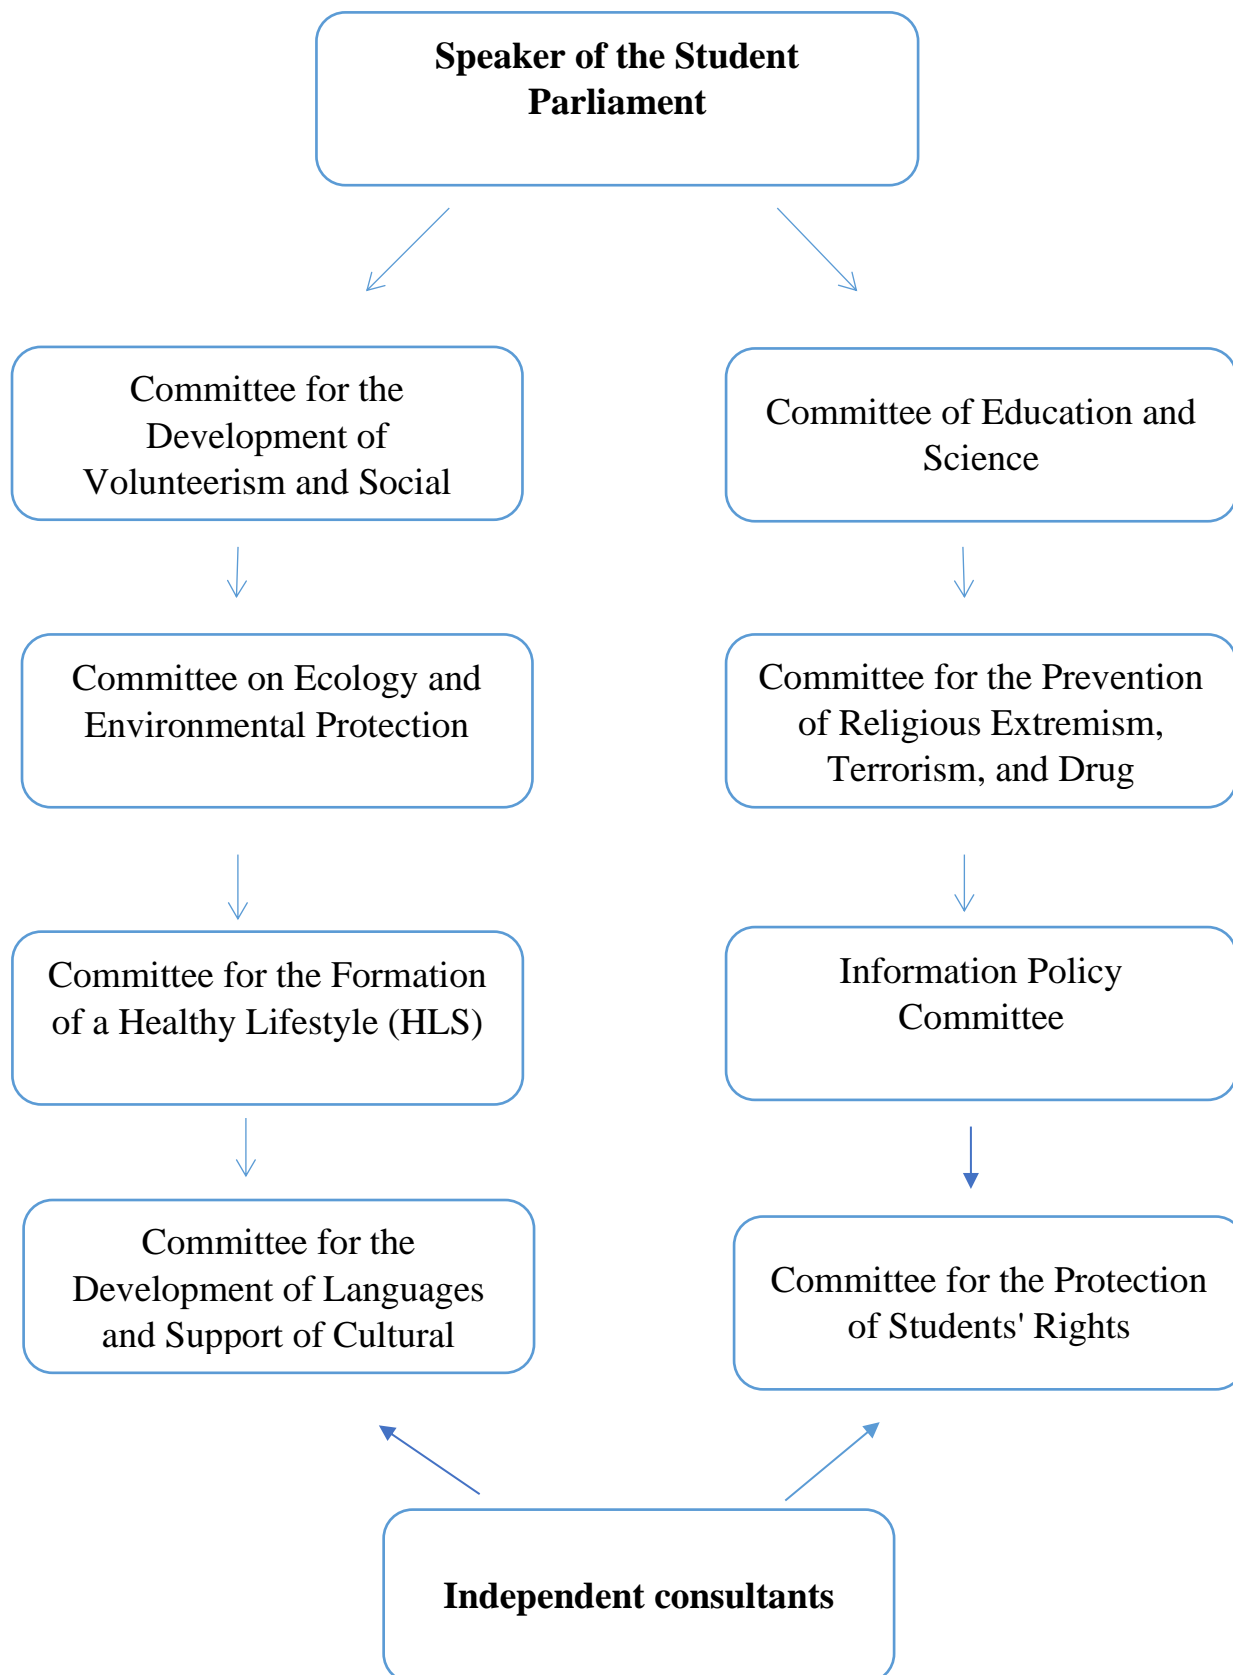 Speaker of the Student
Parliament
Committee for the
Development of
Volunteerism and Social
Committee of Education and
Science
Committee on Ecology and
Environmental Protection
Committee for the Prevention
of Religious Extremism,
Terrorism, and Drug
Committee for the Formation
of a Healthy Lifestyle (HLS)
Information Policy
Committee
Committee for the
Development of Languages
and Support of Cultural
Committee for the Protection
of Students' Rights
Independent consultants